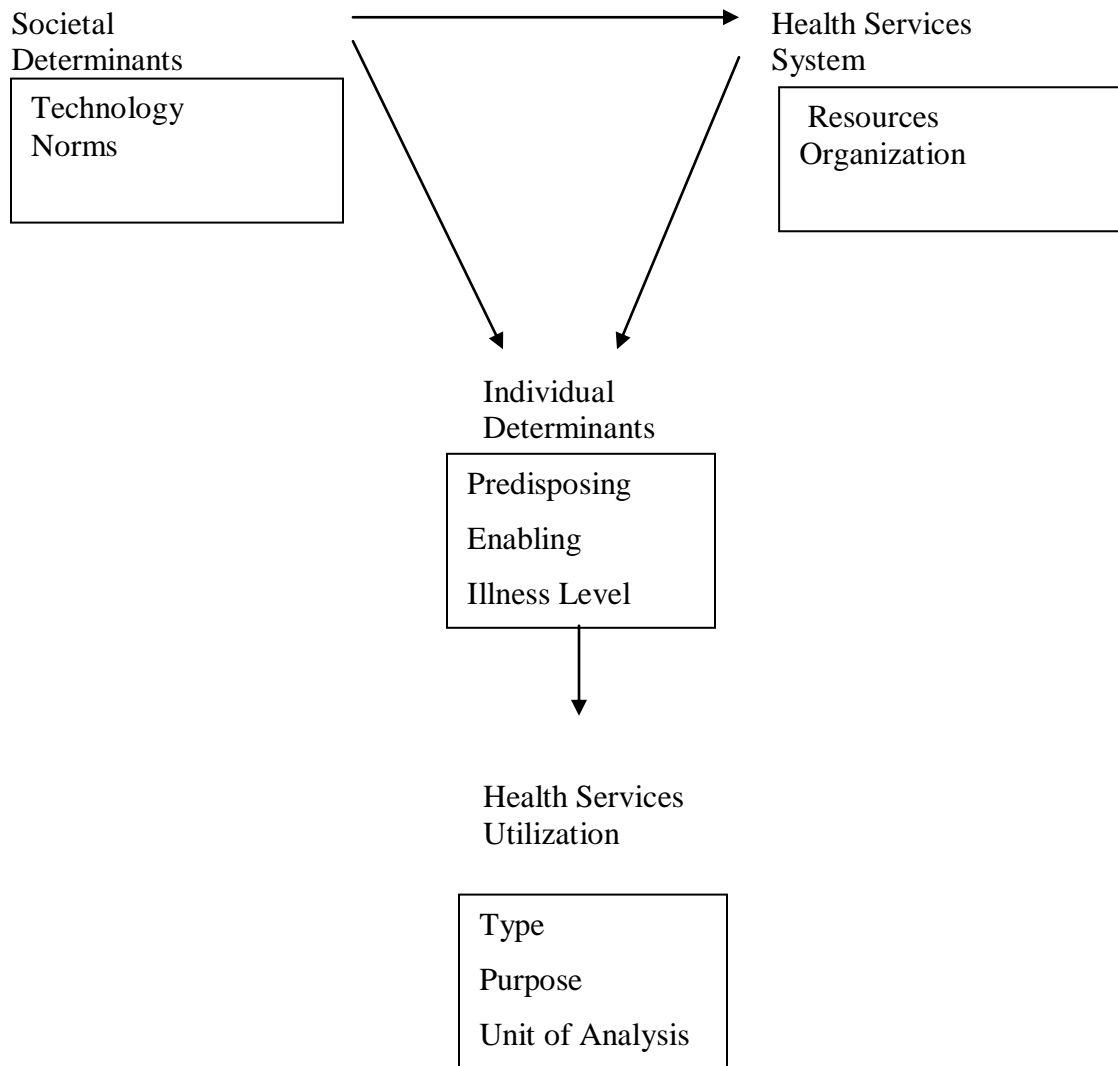 Societal
Determinants
Technology
Norms
Health Services
System
Resources
Organization
Individual
Determinants
Predisposing
Enabling
Illness Level
Health Services
Utilization
Type
Purpose
Unit of Analysis